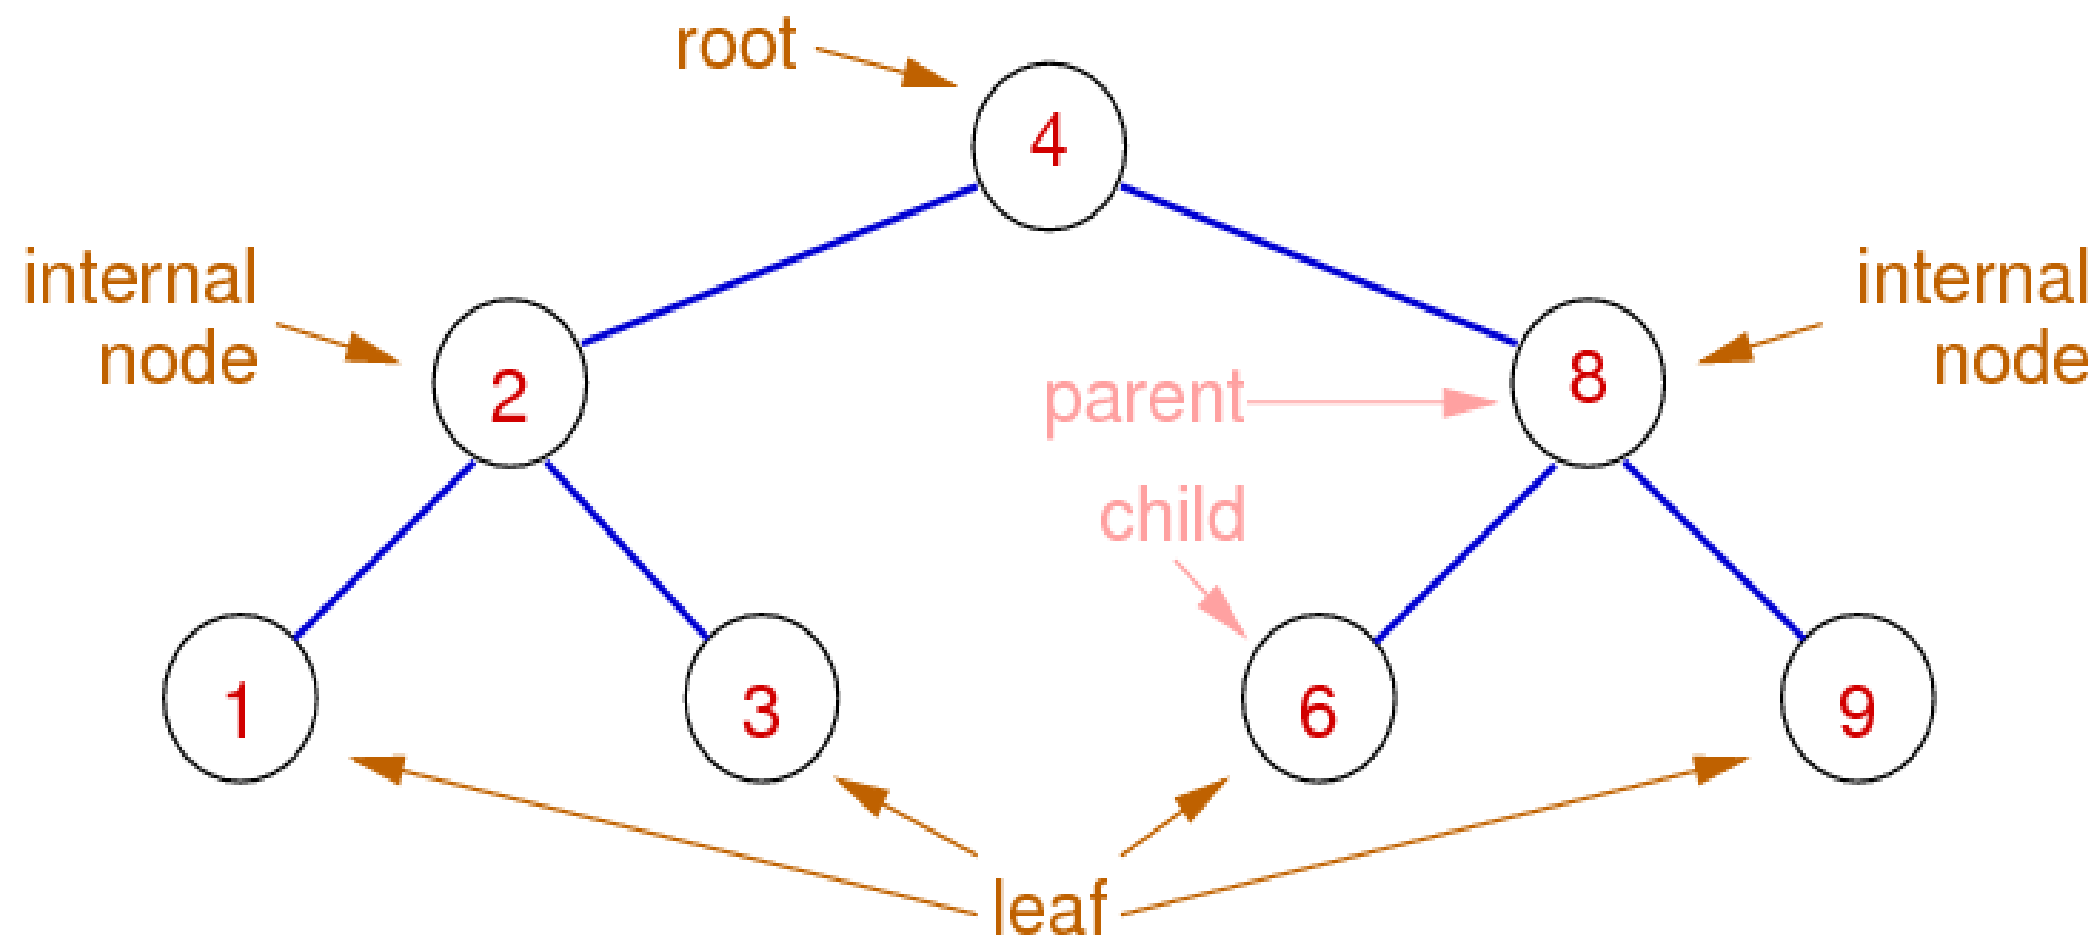 root
4
internal
node
internal
node
2
8
parent
child
1
3
6
9
leaf